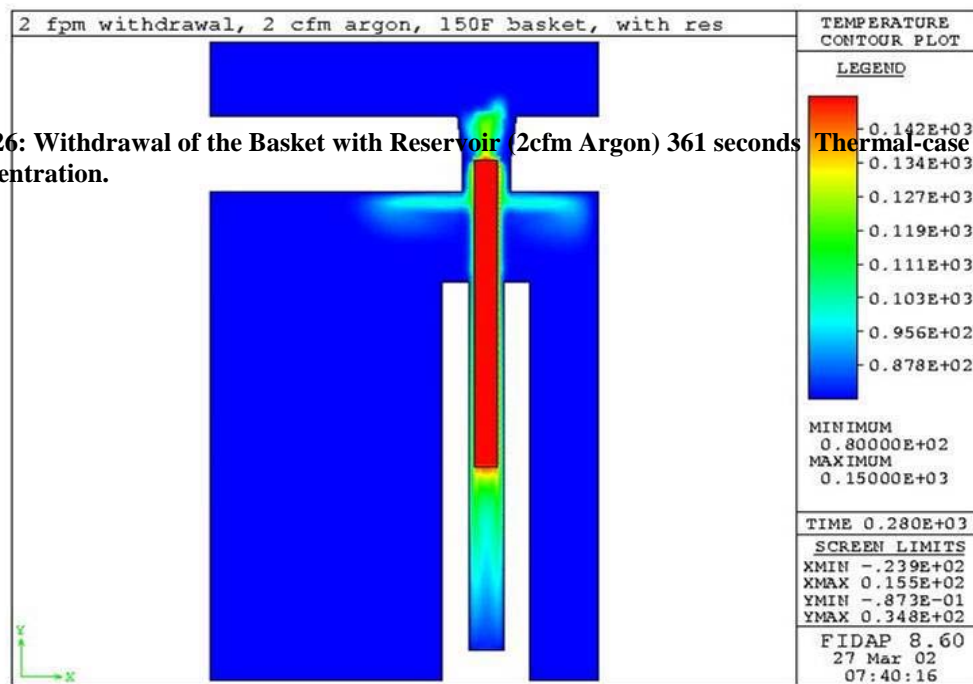 2 fpm withdrawal, 2 cfm argon, 150F basket, with res
26: Withdrawal of the Basket with Reservoir (2cfm Argon) 361 seconds Thermal-case
entration.
TEMPERATURE
CONTOUR PLOT
LEGEND
0.142E+03
0.134E+03
0.127E+03
0.119E+03
0.111E+03
0.103E+03
0.956E+02
0.878E+02
MINIMUM
0.80000E+02
MAXIMUM
0.15000E+03
TIME 0.280E+03
SCREEN LIMITS
XMIN -.239E+02
XMAX 0.155E+02
YMIN -.873E-01
YMAX 0.348E+02
FIDAP 8.60
27 Mar 02
07:40:16
Y
X